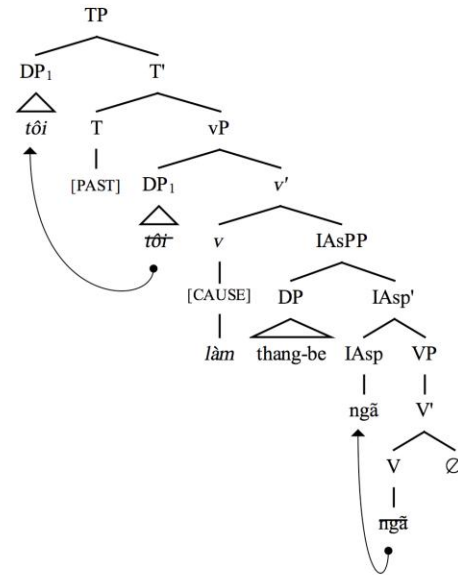 TP
DP₁ T'
tôi T vP
[PAST] DP₁ v'
tôi v IAsPP
[CAUSE] DP IAsp'
làm thang-be IAsp VP
ngã V'
V ∅
ngã